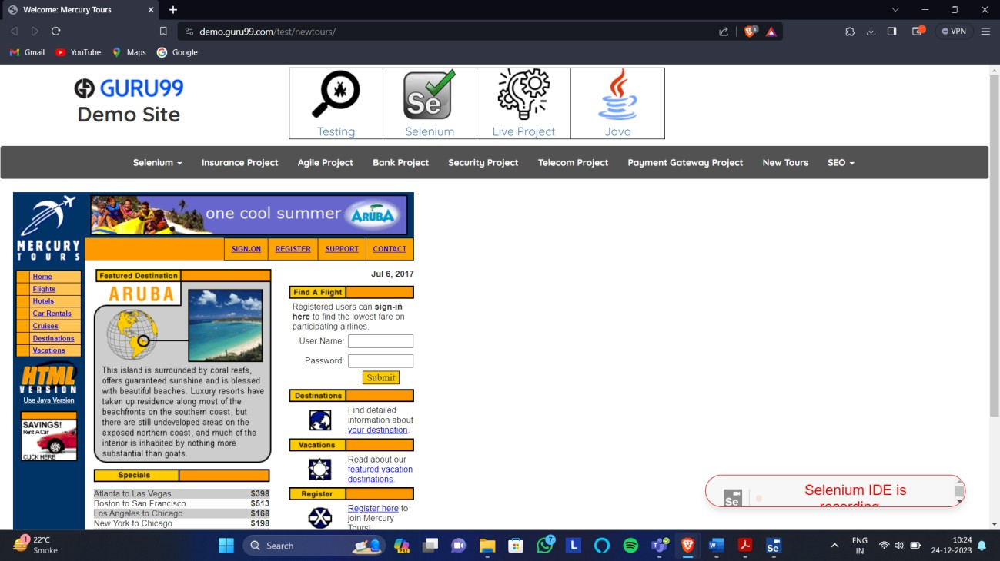 Welcome: Mercury Tours
demo.guru99.com/test/newtours/
4
VPN
Gmail
YouTube
Maps
Google
GURU99
Demo Site
Testing
Se
Selenium
Live Project
Java
Selenium
Insurance Project
Agile Project
Bank Project
Security Project
Telecom Project
Payment Gateway Project
New Tours
SEO
MERCURY
TOURS
one cool summer
ARUBA
SIGN-ON
REGISTER
SUPPORT
CONTACT
Home
Flights
Hotels
Car Rentals
Cruises
Destinations
Vacations
HTML
VERSION
Use Java Version
SAVINGS!
Rent A Car
CLICK HERE
Featured Destination
ARUBA
This island is surrounded by coral reefs,
offers guaranteed sunshine and is blessed
with beautiful beaches. Luxury resorts have
taken up residence along most of the
beachfronts on the southern coast, but
there are still undeveloped areas on the
exposed northern coast, and much of the
interior is inhabited by nothing more
substantial than goats.
Specials
Atlanta to Las Vegas $398
Boston to San Francisco $513
Los Angeles to Chicago $168
New York to Chicago $198
Jul 6, 2017
Find A Flight
Registered users can sign-in
here to find the lowest fare on
participating airlines.
User Name:
Password:
Submit
Destinations
Find detailed
information about
your destination.
Vacations
Read about our
featured vacation
destinations.
Register
Register here to
join Mercury
Tours!
Se
Selenium IDE is
recording
1
22°C
Smoke
Search
PRE
7
L
W
Se
ENG
IN
10:24
24-12-2023